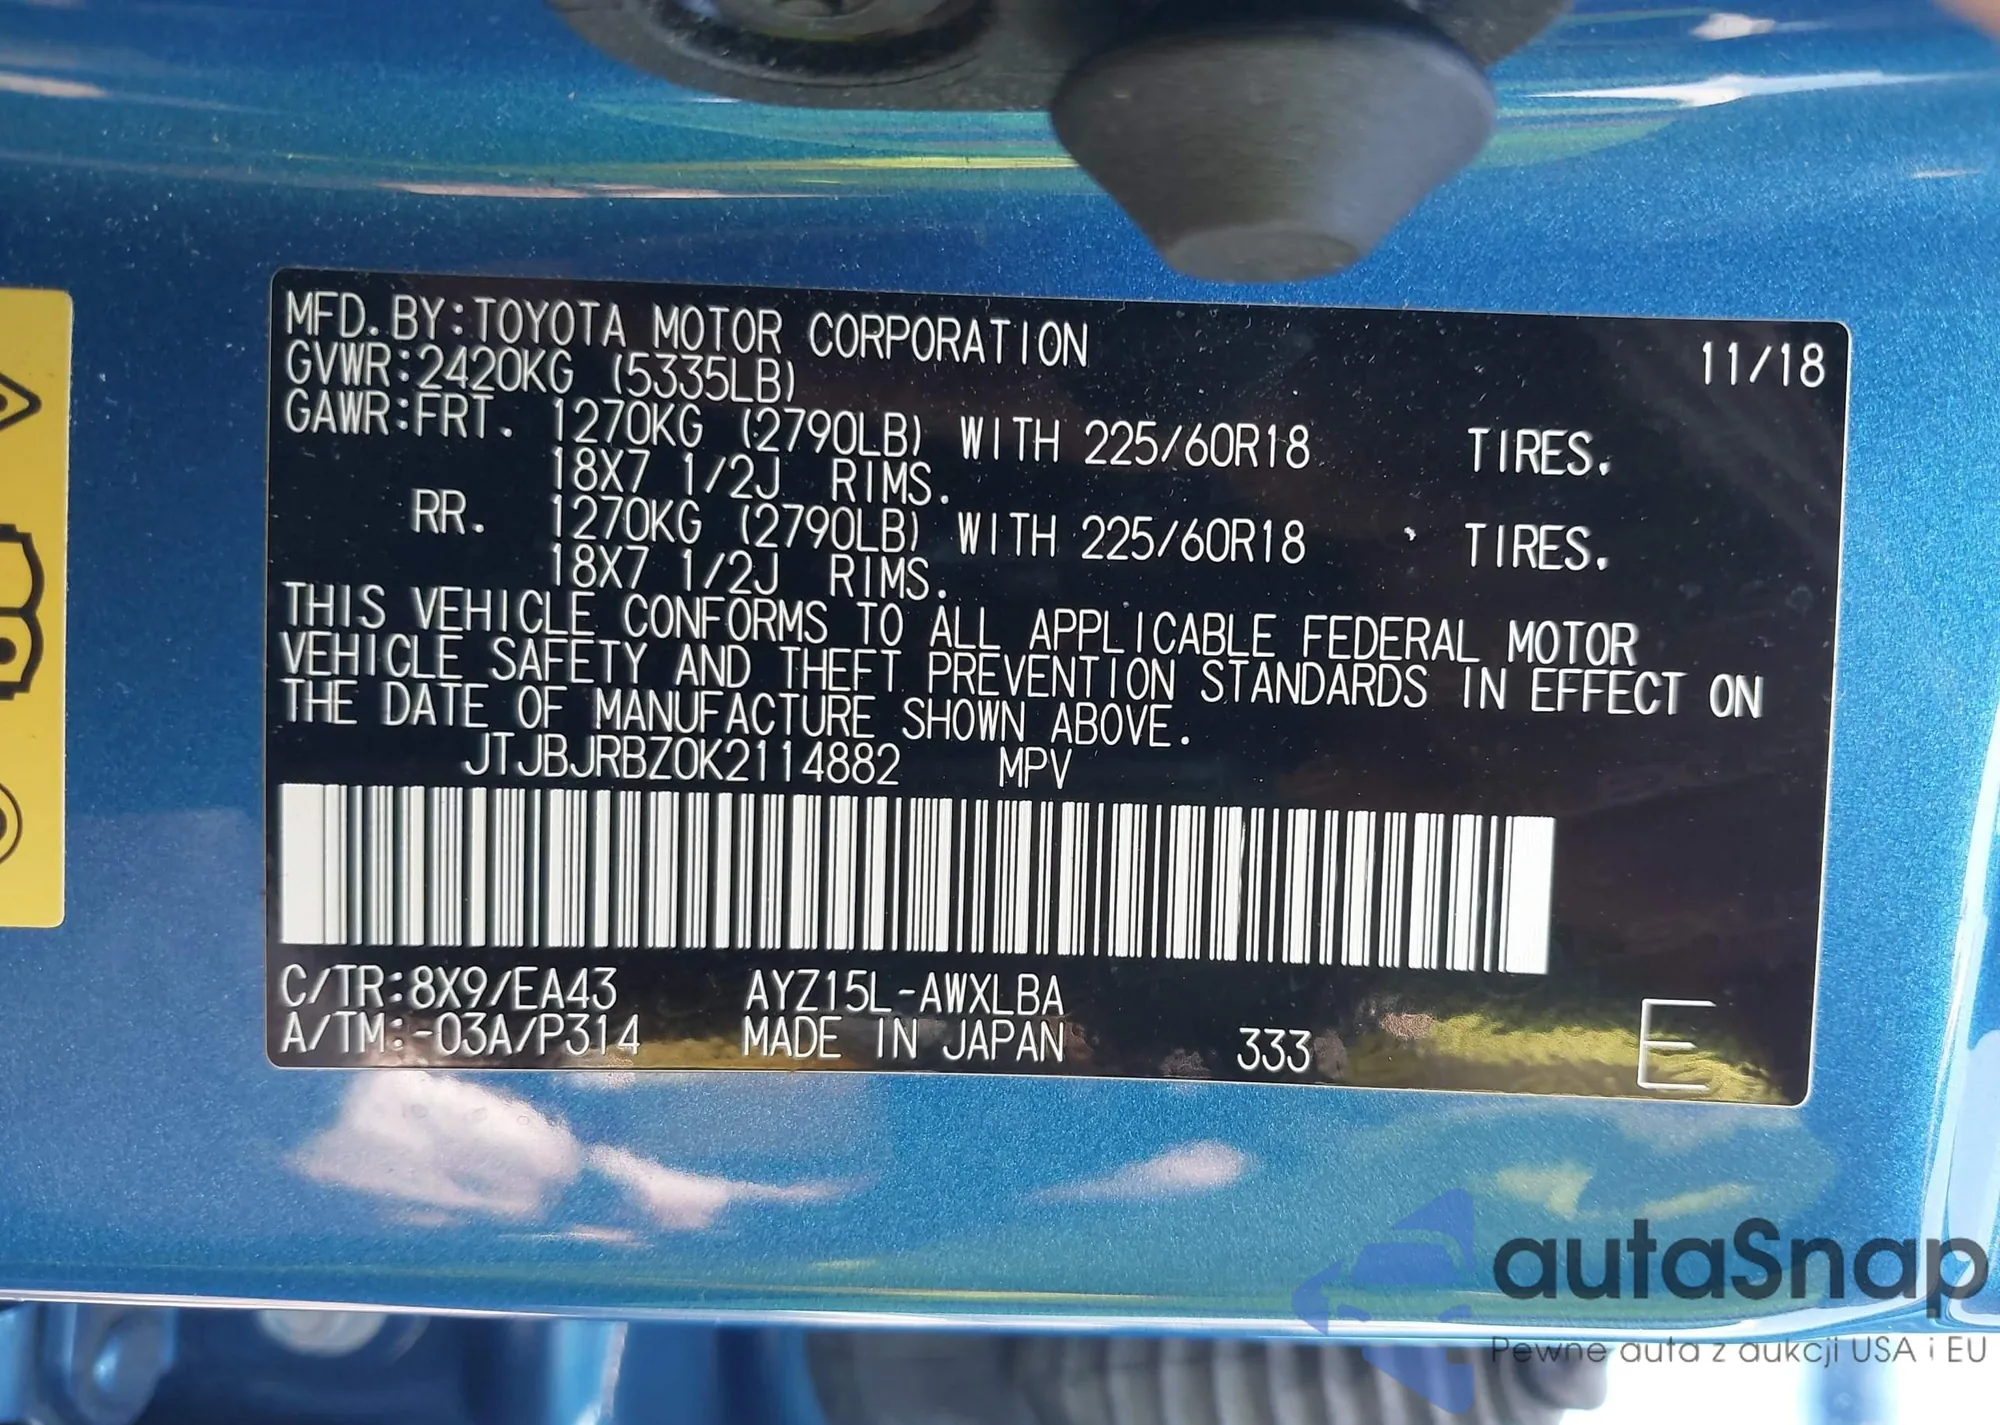 MFD. BY:TOYOTA MOTOR CORPORATION 11/18
GVWR:2420KG (5335LB)
GAWR:FRT. 1270KG (2790LB) WITH 225/60R18 TIRES.
18X7 1/2J RIMS.
RR. 1270KG (2790LB) WITH 225/60R18 TIRES.
18X7 1/2J RIMS.
THIS VEHICLE CONFORMS TO ALL APPLICABLE FEDERAL MOTOR
VEHICLE SAFETY AND THEFT PREVENTION STANDARDS IN EFFECT ON
THE DATE OF MANUFACTURE SHOWN ABOVE.
JTJBJRBZ0K2114882 MPV
C/TR:8X9/EA43 AYZ15L-AWXLBA
A/TM:-03A/P314 MADE IN JAPAN 333 E
autaSnap
Pewne auta z aukcji USA i EU